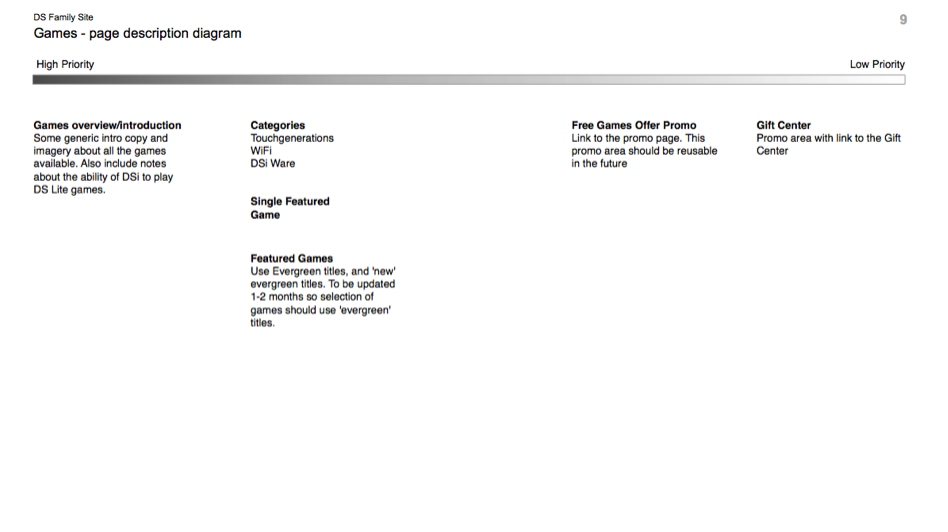 DS Family Site
9
Games - page description diagram
High Priority
Low Priority
Games overview/introduction
Some generic intro copy and
imagery about all the games
available. Also include notes
about the ability of DSi to play
DS Lite games.
Categories
Touchgenerations
WiFi
DSi Ware
Single Featured
Game
Featured Games
Use Evergreen titles, and 'new'
evergreen titles. To be updated
1-2 months so selection of
games should use 'evergreen'
titles.
Free Games Offer Promo
Link to the promo page. This
promo area should be reusable
in the future
Gift Center
Promo area with link to the Gift
Center